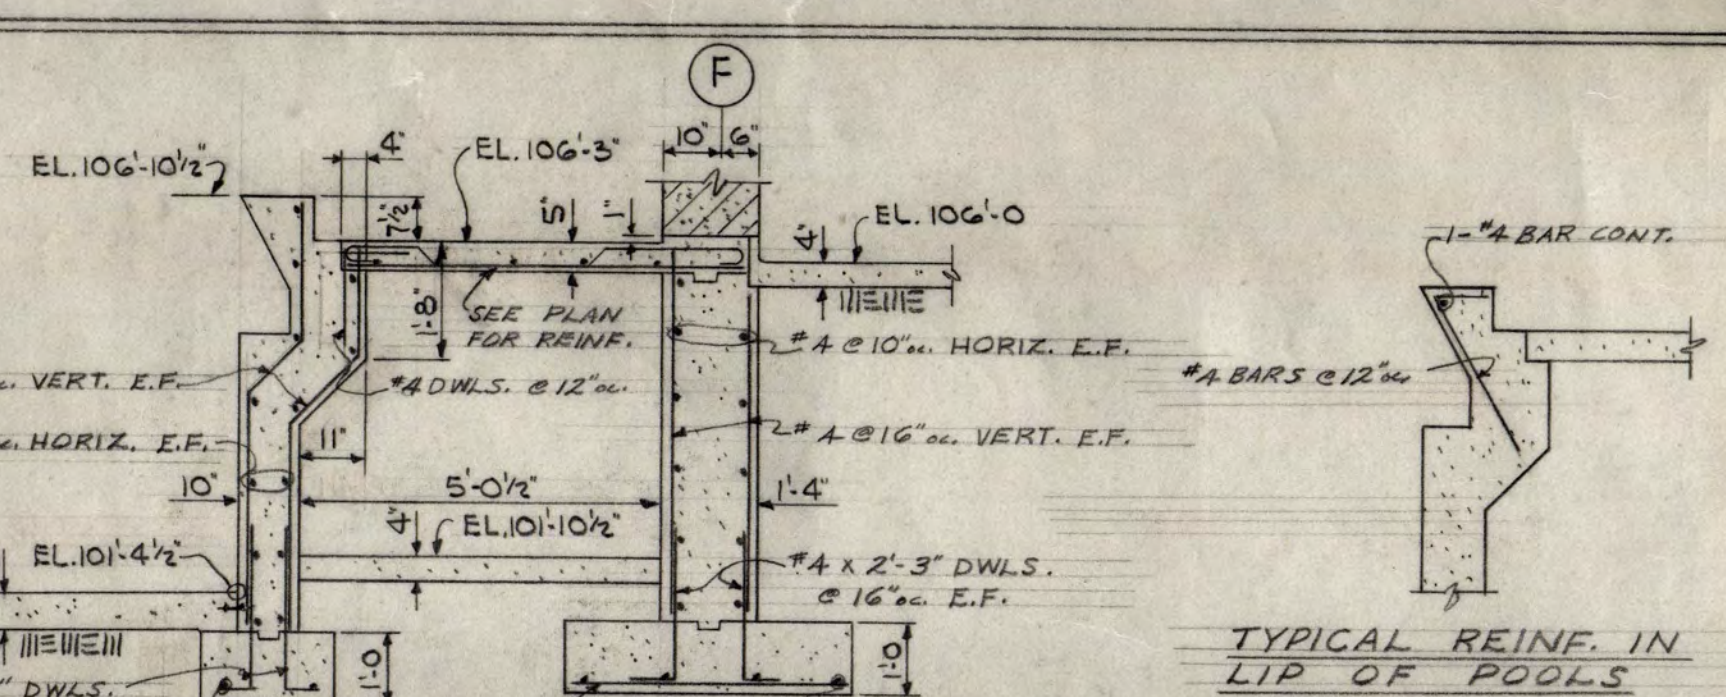 F
10" 6"
4"
EL. 106'-3"
EL. 106'-10½"
7½"
5"
1"
4"
EL. 106'-0
1-#4 BAR CONT.
1'-8"
SEE PLAN
FOR REINF.
#4 @ 10"oc. HORIZ. E.F.
VERT. E.F.
#4 DWLS. @ 12"oc.
#4 BARS @ 12"oc
HORIZ. E.F.
11"
#4 @ 16"oc. VERT. E.F.
10"
5'-0½"
1'-4"
4"
EL. 101'-10½"
EL. 101'-4½"
#4 x 2'-3" DWLS.
@ 16"oc. E.F.
1'-0
1'-0
DWLS.
TYPICAL REINF. IN
LIP OF POOLS